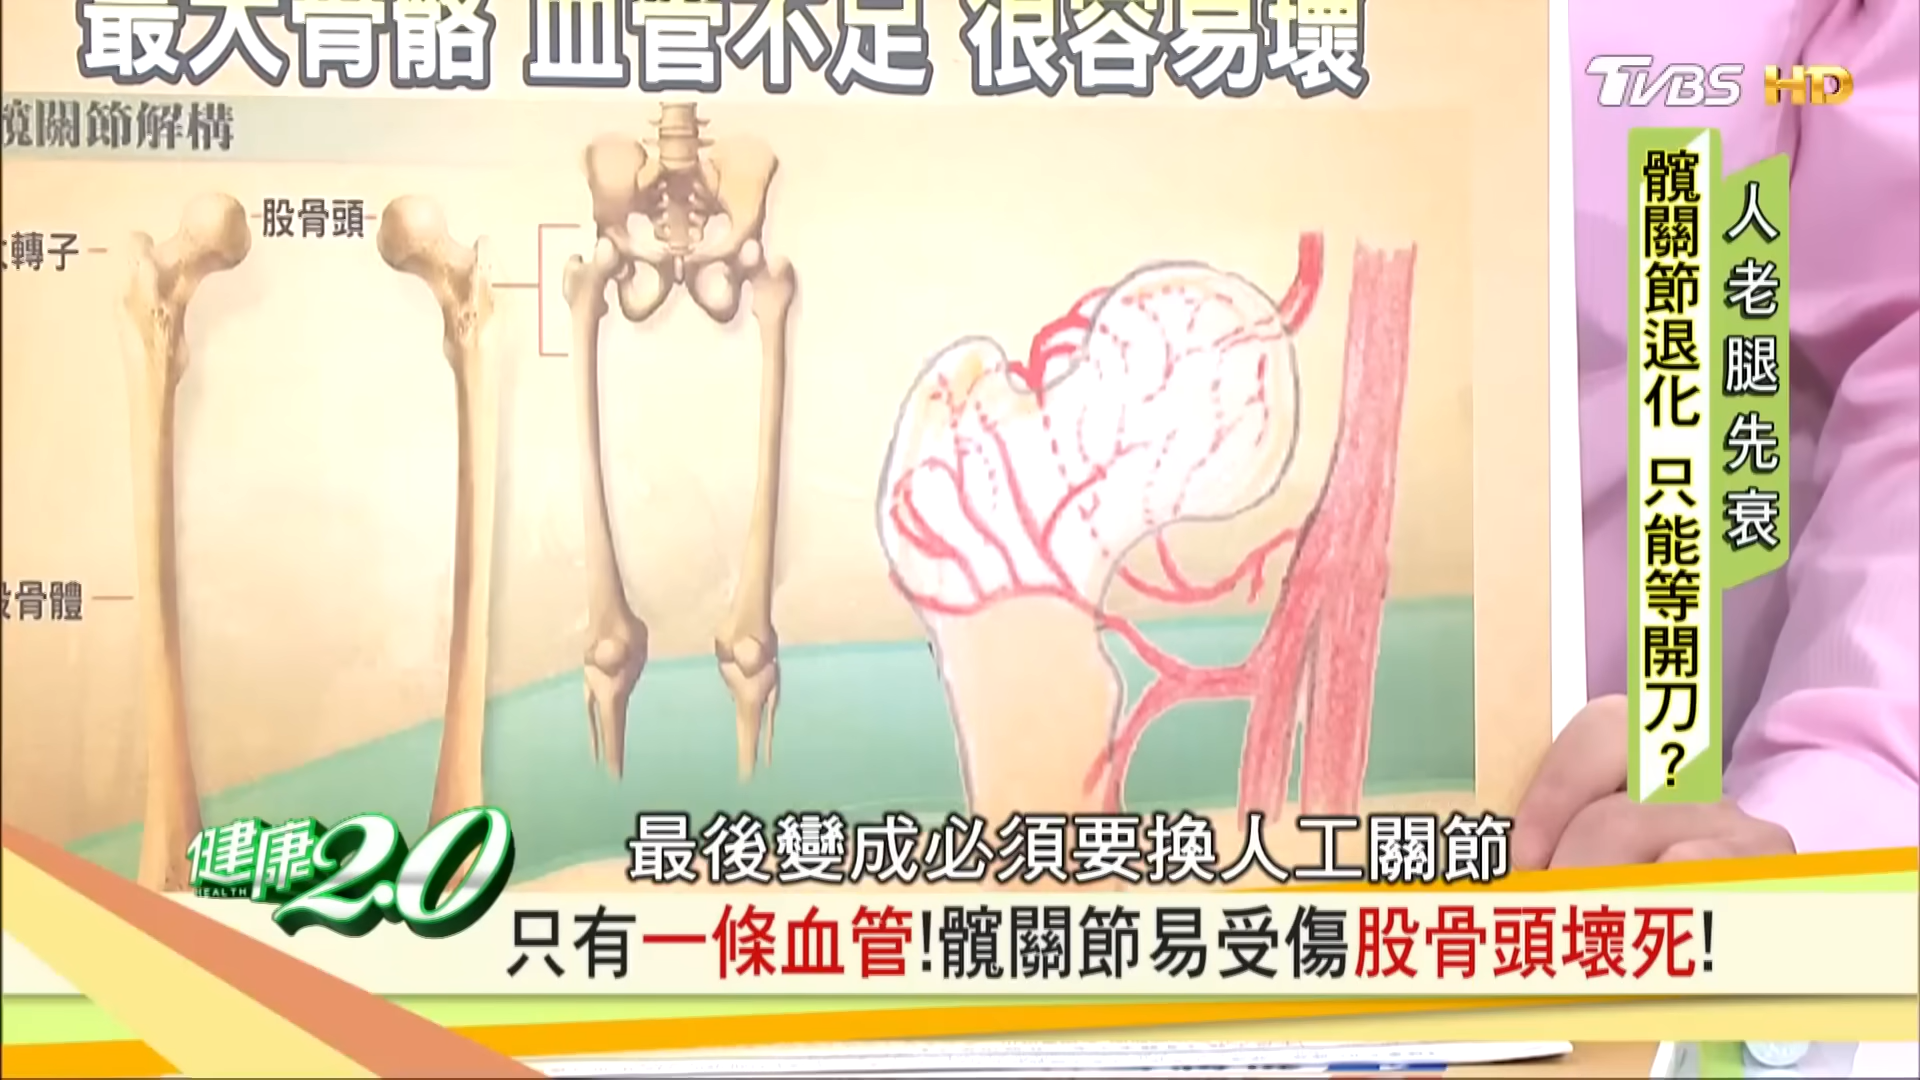 最大骨骼 血管不足 很容易壞
TVBS HD
髖關節解構
股骨頭
大轉子
股骨體
人老腿先衰
髖關節退化 只能等開刀?
健康2.0
HEALTH
最後變成必須要換人工關節
只有一條血管!髖關節易受傷股骨頭壞死!